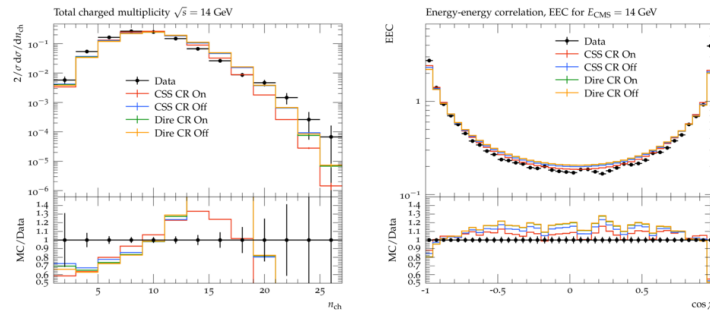 Total charged multiplicity √s = 14 GeV
2/σ dσ/dn_ch
10⁻¹
10⁻²
10⁻³
10⁻⁴
10⁻⁵
10⁻⁶
Data
CSS CR On
CSS CR Off
Dire CR On
Dire CR Off
MC/Data
1.4
1.3
1.2
1.1
1
0.9
0.8
0.7
0.6
0.5
5
10
15
20
25
n_ch
Energy-energy correlation, EEC for E_CMS = 14 GeV
EEC
1
10⁻¹
Data
CSS CR On
CSS CR Off
Dire CR On
Dire CR Off
MC/Data
1.4
1.3
1.2
1.1
1
0.9
0.8
0.7
0.6
0.5
-1
-0.5
0
0.5
cos